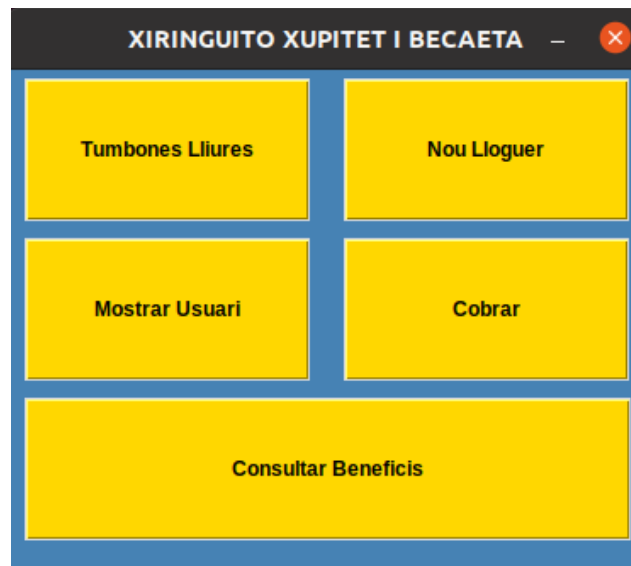 XIRINGUITO XUPITET I BECAETA
Tumbones Lliures
Nou Lloguer
Mostrar Usuari
Cobrar
Consultar Beneficis